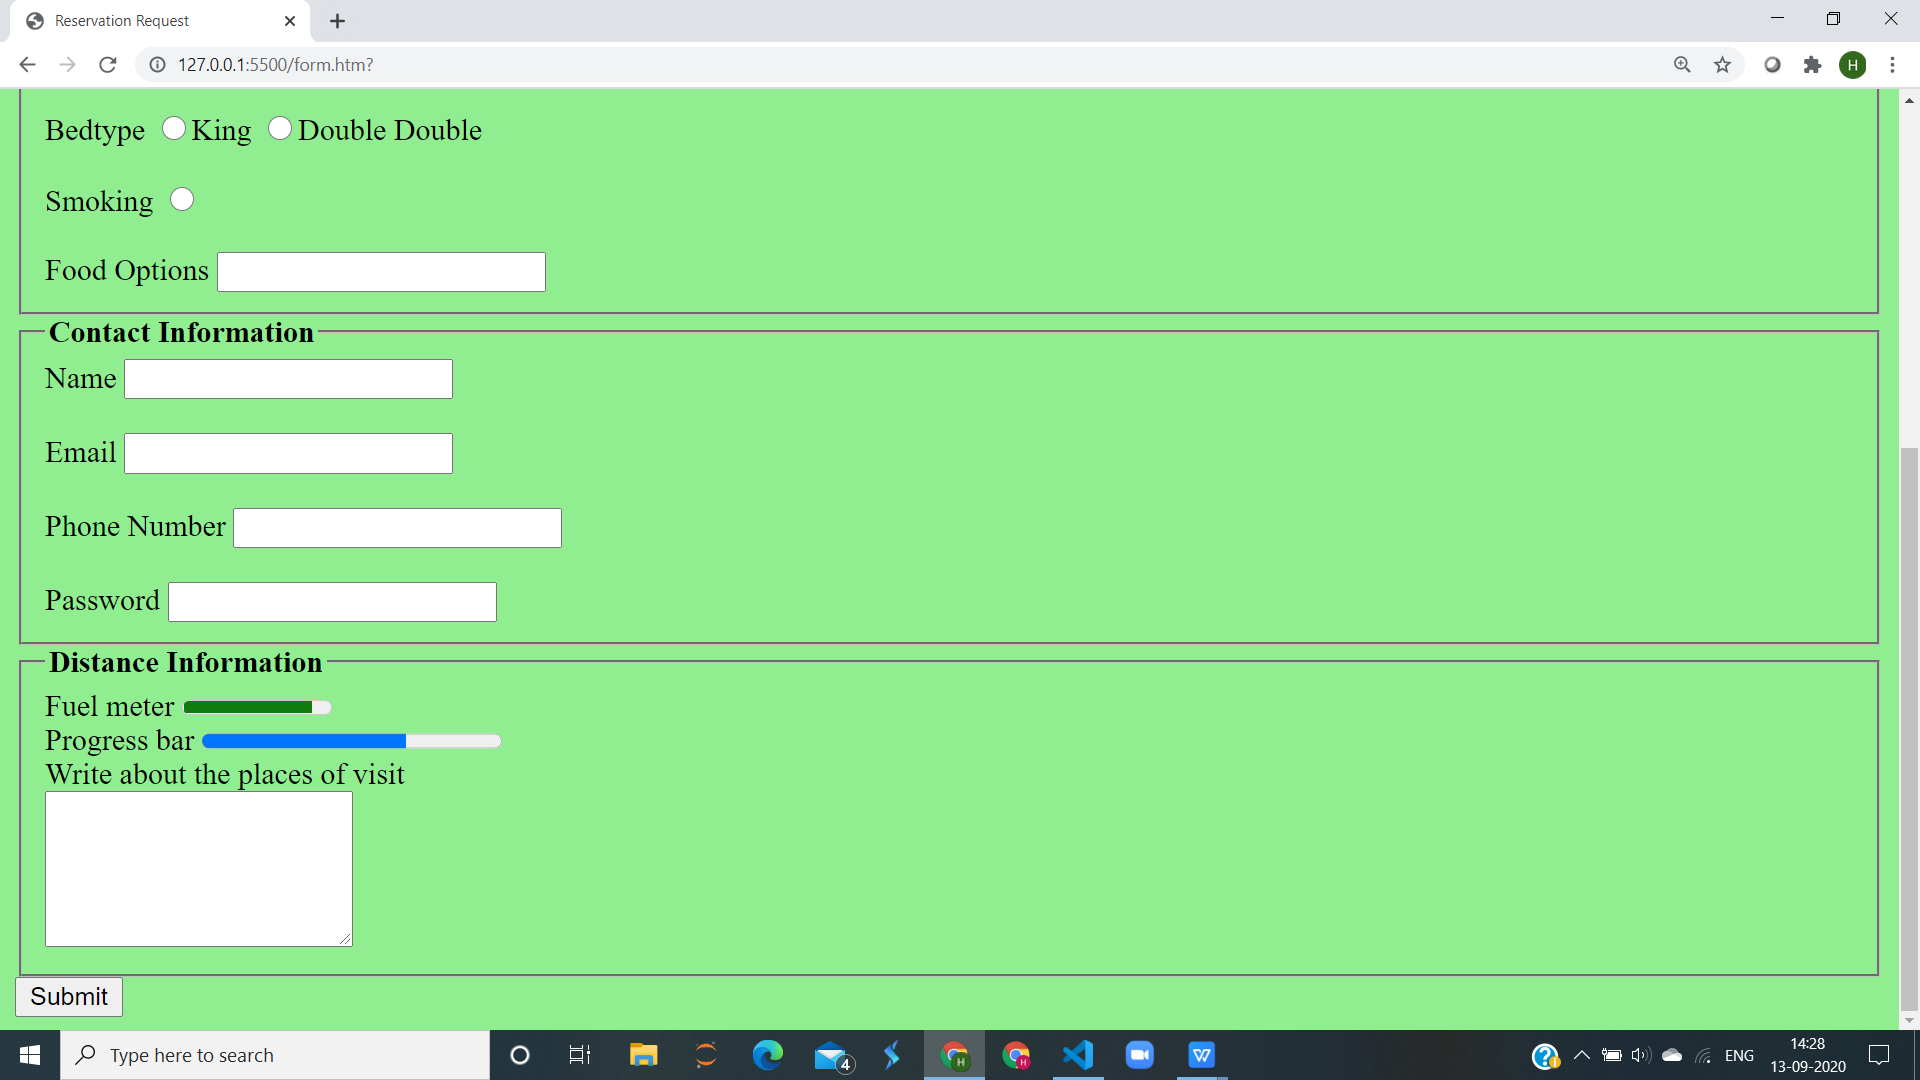 Reservation Request
127.0.0.1:5500/form.htm?
H
Bedtype King Double Double
Smoking
Food Options
Contact Information
Name
Email
Phone Number
Password
Distance Information
Fuel meter
Progress bar
Write about the places of visit
Submit
Type here to search
4
H
H
W
?
ENG
14:28
13-09-2020